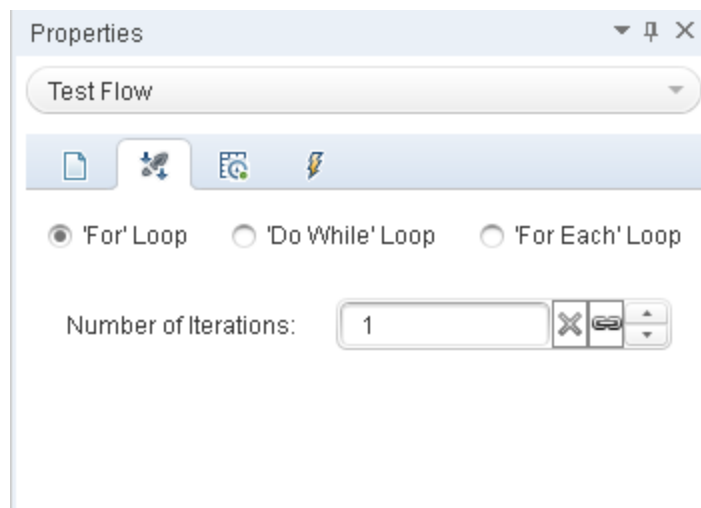 Properties
Test Flow
'For' Loop 'Do While' Loop 'For Each' Loop
Number of Iterations: 1